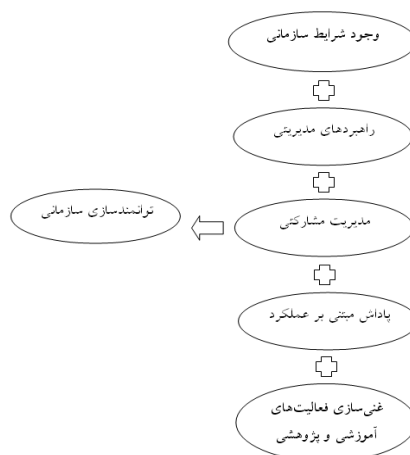 وجود شرایط سازمانی
راهبردهای مدیریتی
مدیریت مشارکتی
توانمندسازی سازمانی
پاداش مبتنی بر عملکرد
غنی‌سازی فعالیت‌های
آموزشی و پژوهشی